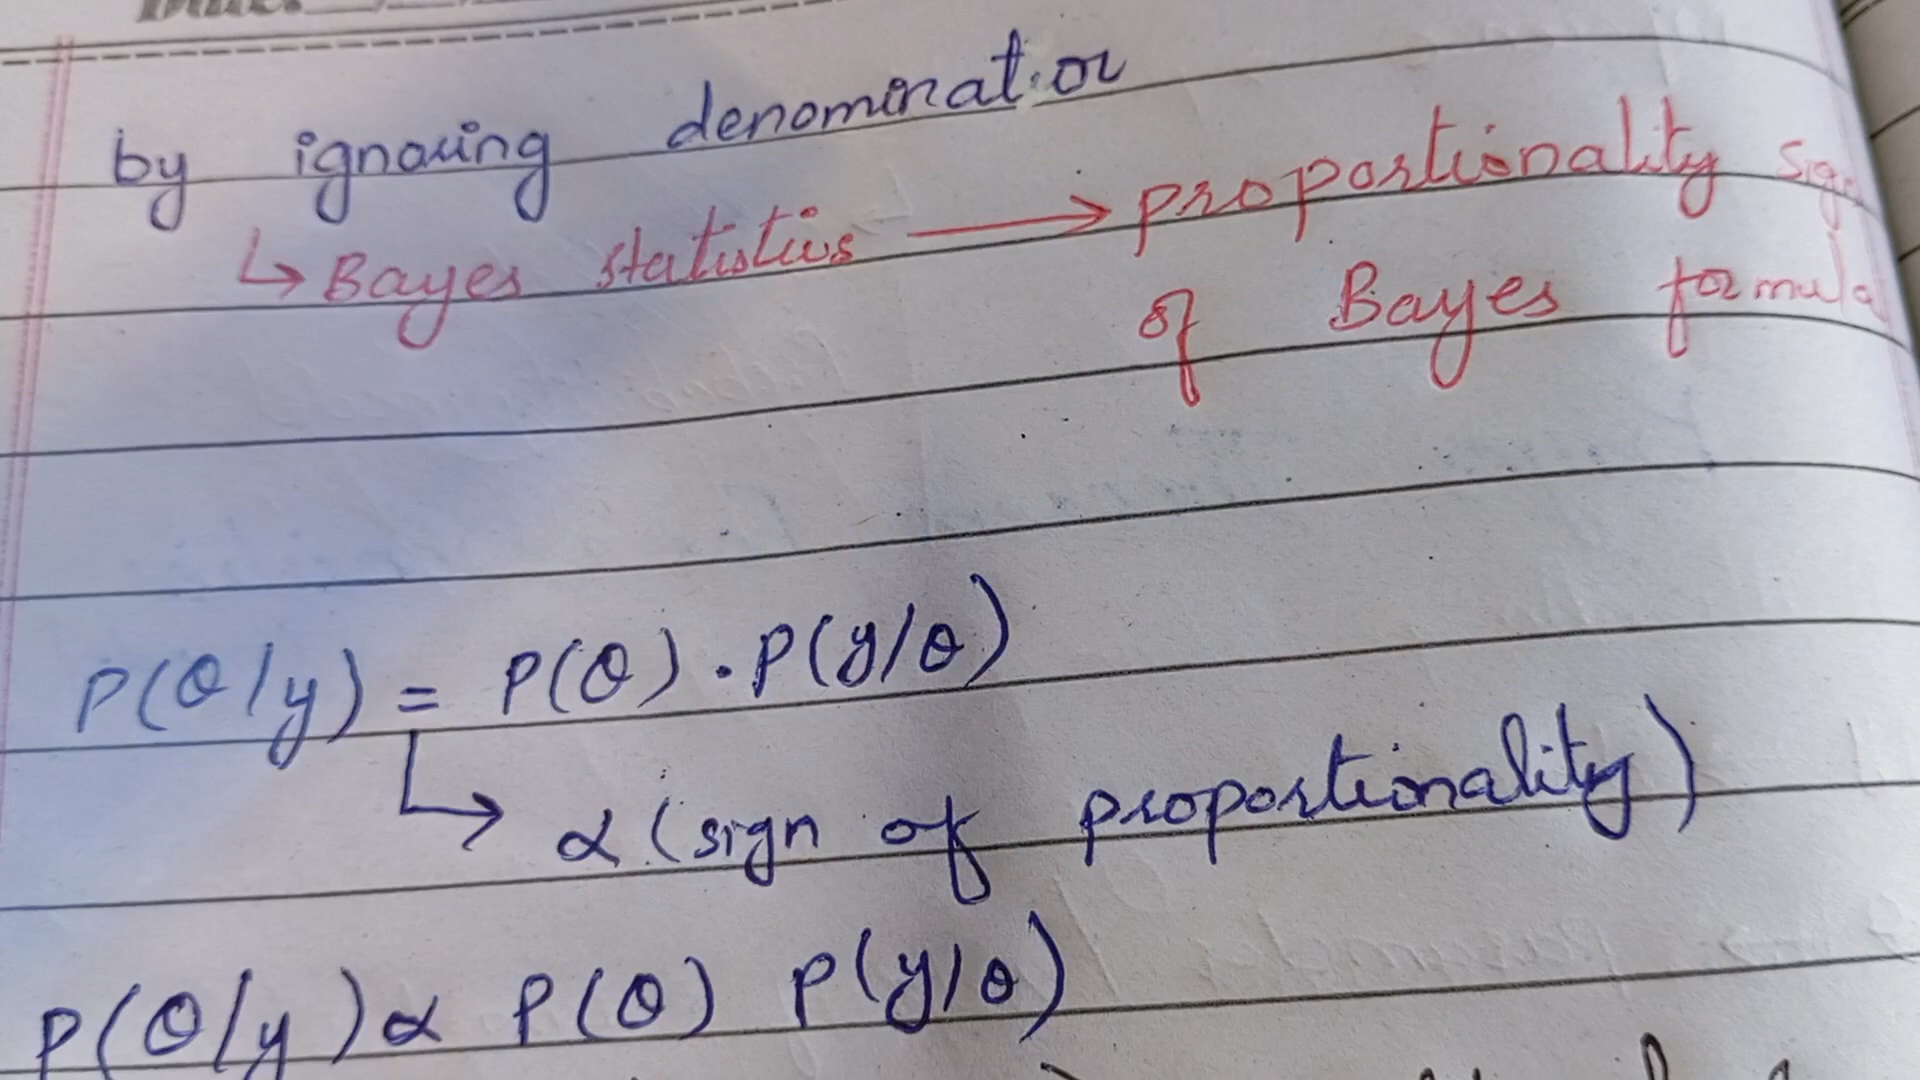 by ignoring denominator
↳ Bayes statistics → proportionality sign
of Bayes formula
P(θ/y) = P(θ) . P(y/θ)
↳ α (sign of proportionality)
P(θ/y) α P(θ) P(y/θ)